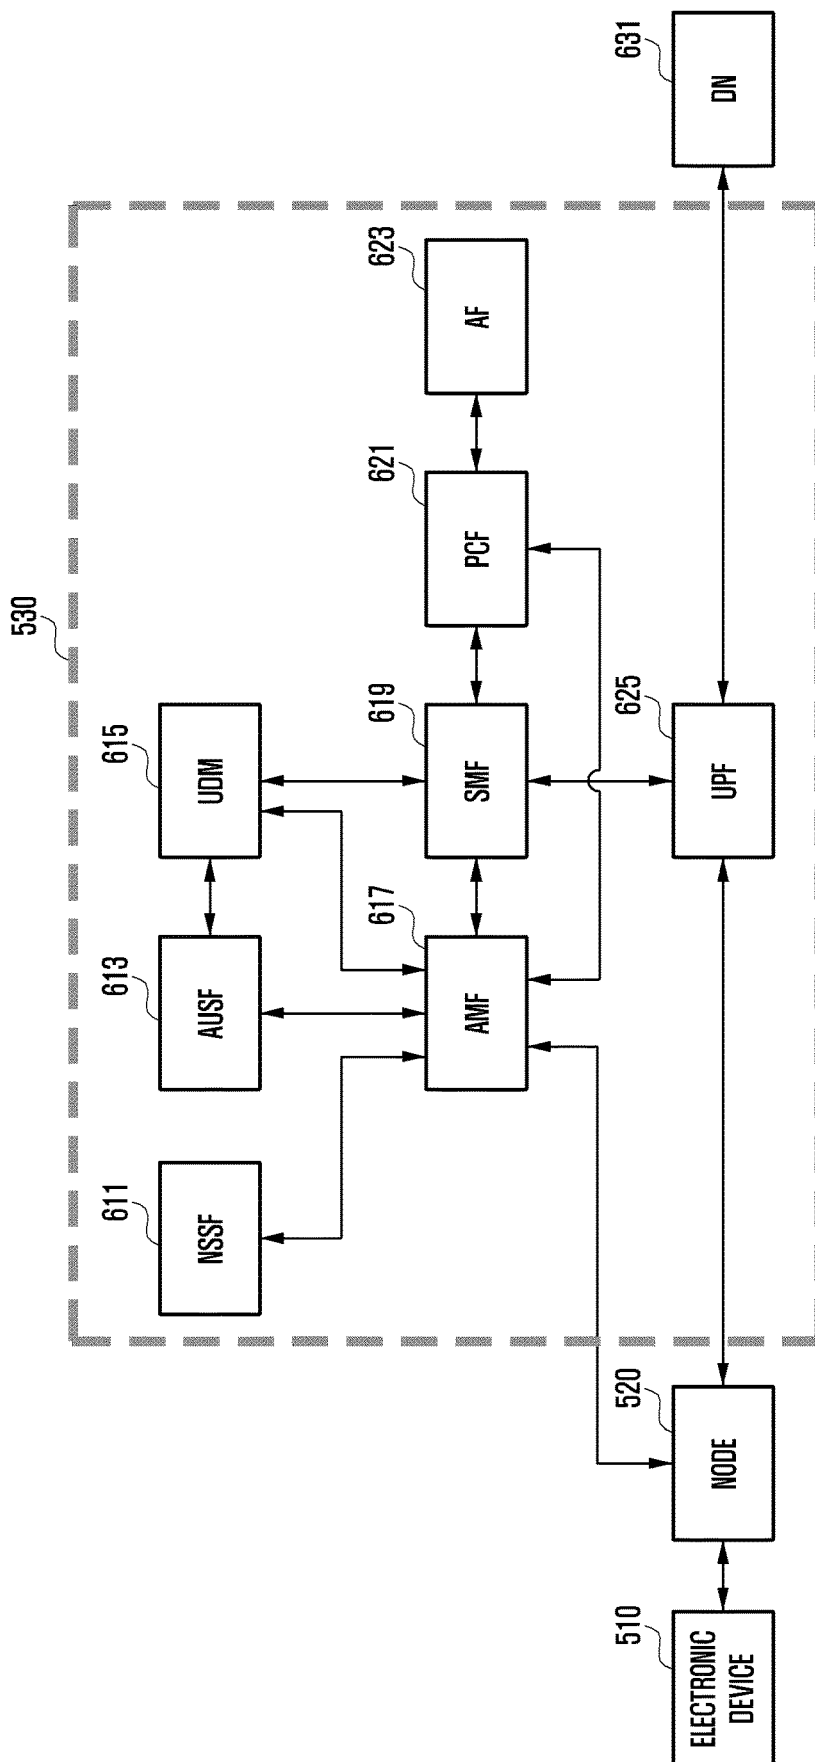 530
611
NSSF
613
AUSF
615
UDM
617
AMF
619
SMF
621
PCF
623
AF
510
ELECTRONIC
DEVICE
520
NODE
625
UPF
631
DN